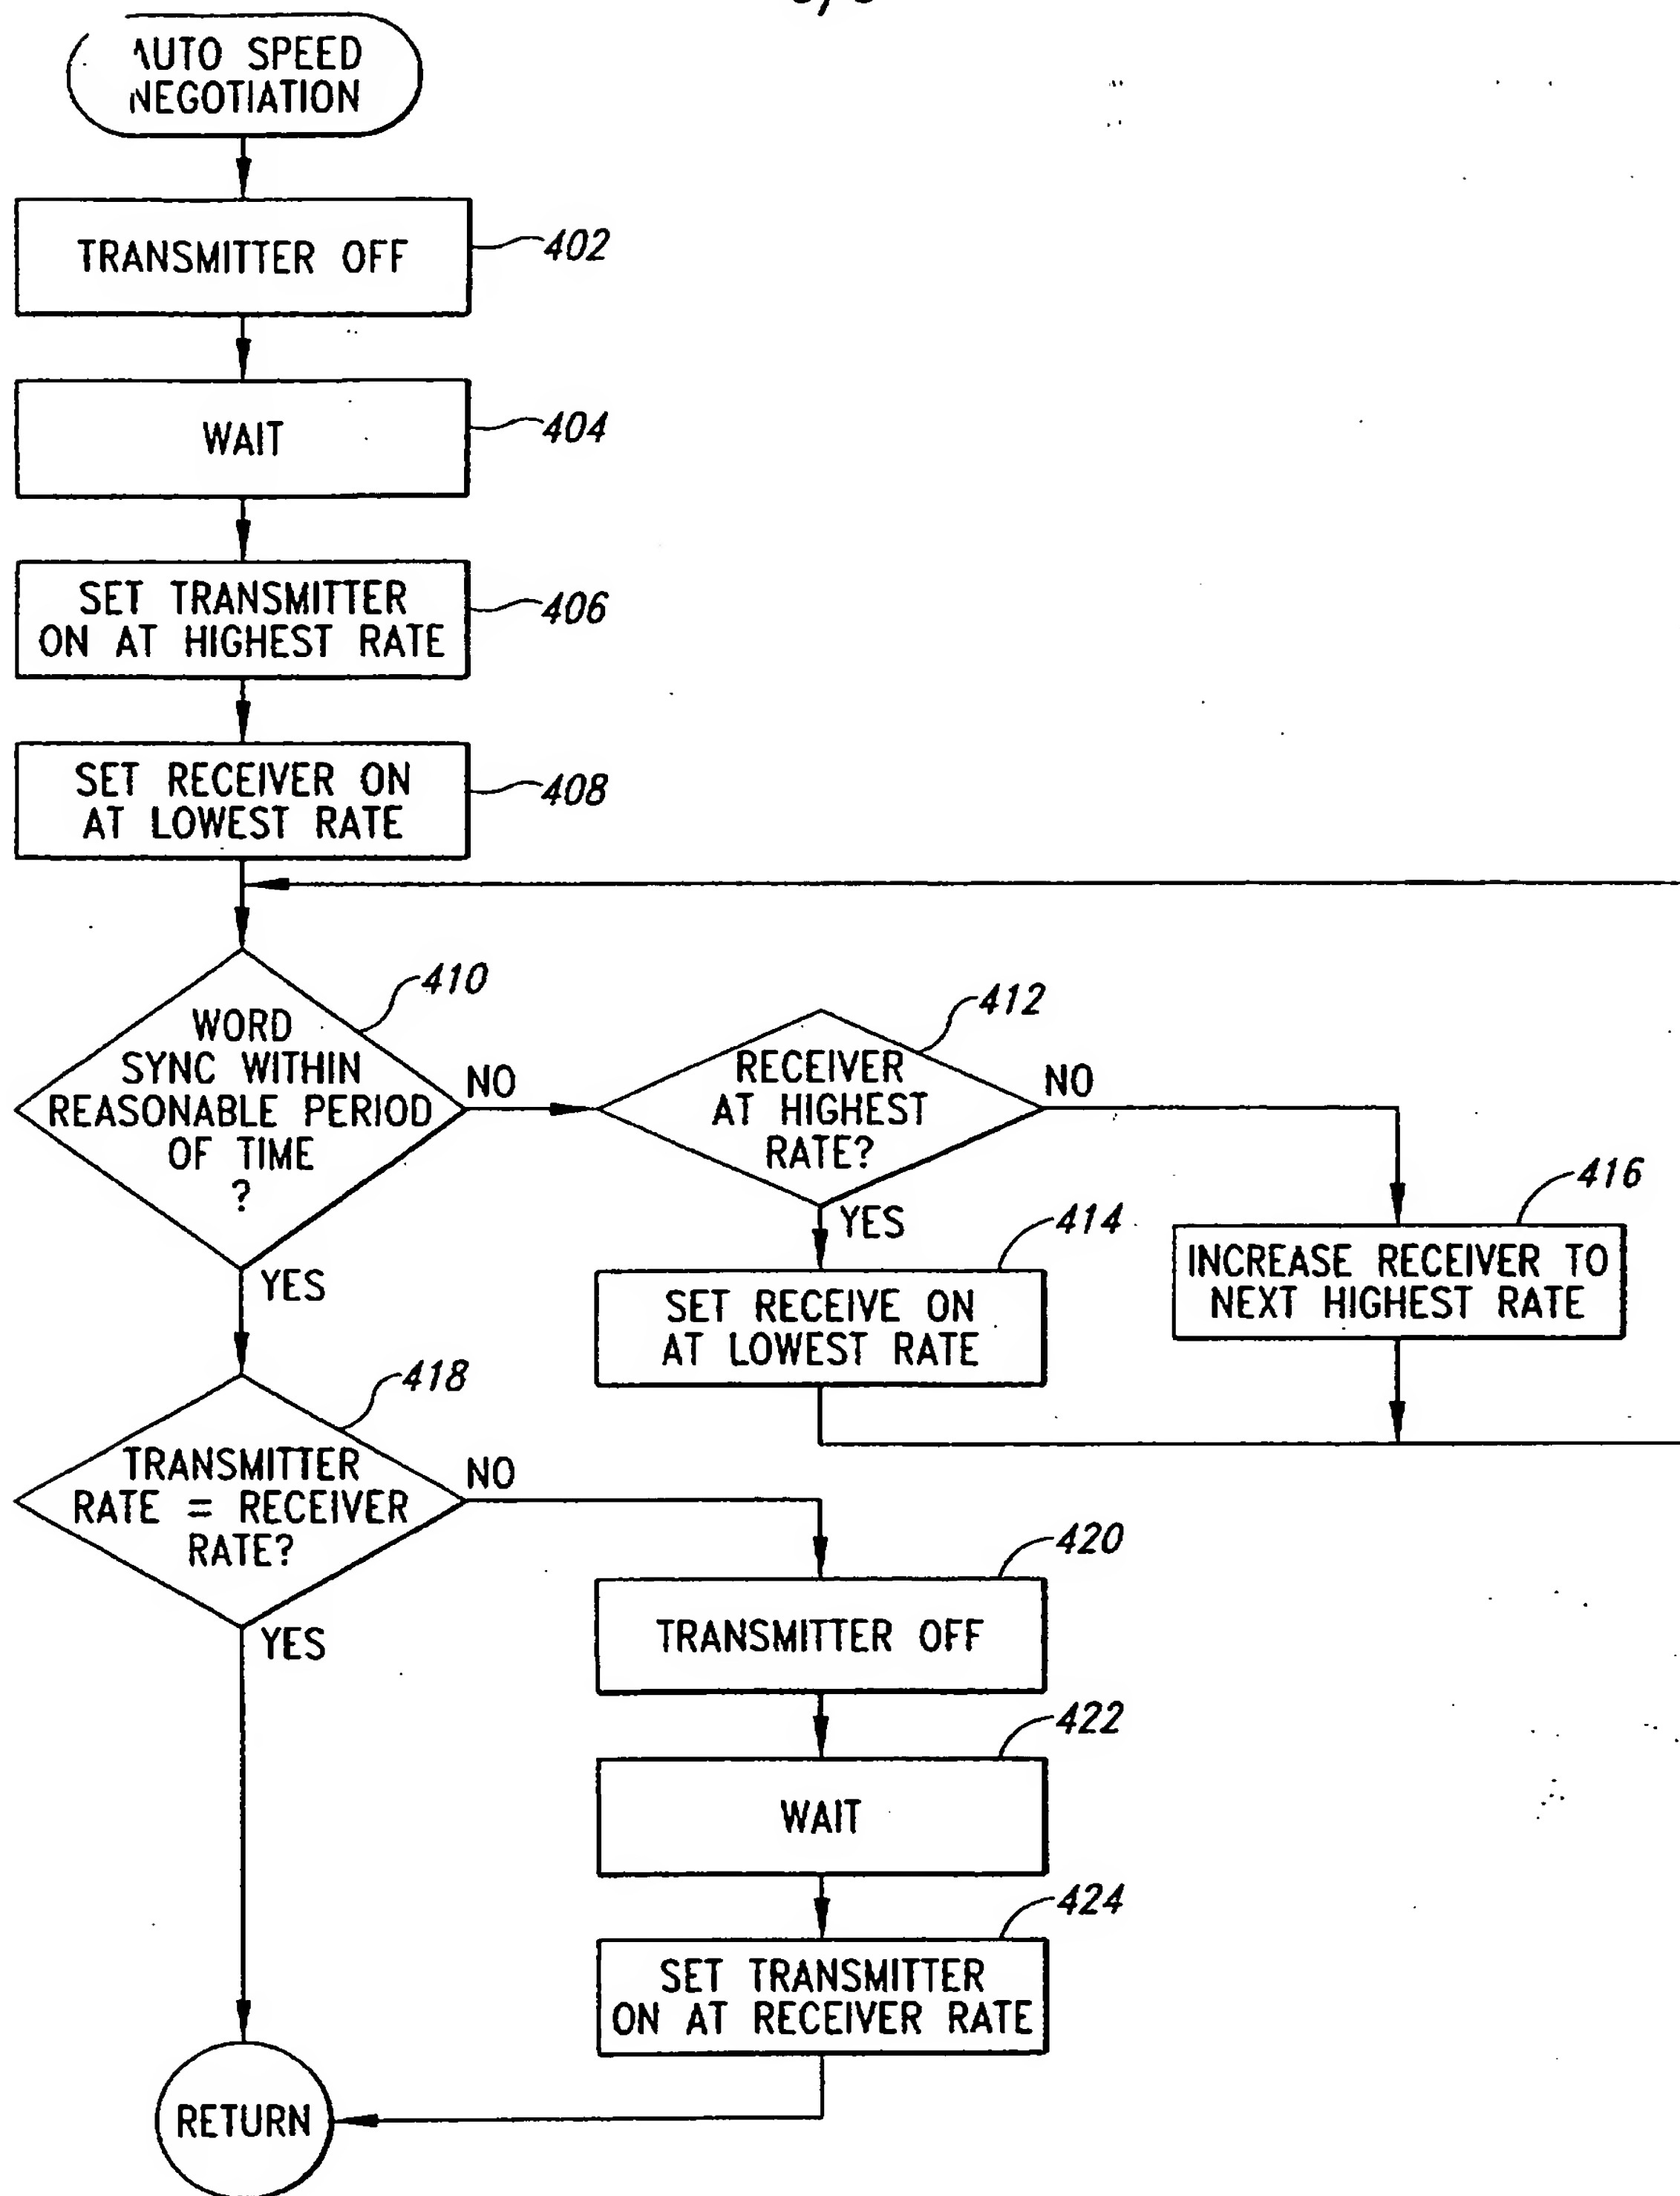 AUTO SPEED
NEGOTIATION
TRANSMITTER OFF
402
WAIT
404
SET TRANSMITTER
ON AT HIGHEST RATE
406
SET RECEIVER ON
AT LOWEST RATE
408
410
WORD
SYNC WITHIN
REASONABLE PERIOD
OF TIME
?
NO
YES
412
RECEIVER
AT HIGHEST
RATE?
NO
YES
414
SET RECEIVE ON
AT LOWEST RATE
416
INCREASE RECEIVER TO
NEXT HIGHEST RATE
418
TRANSMITTER
RATE = RECEIVER
RATE?
NO
YES
420
TRANSMITTER OFF
422
WAIT
424
SET TRANSMITTER
ON AT RECEIVER RATE
RETURN